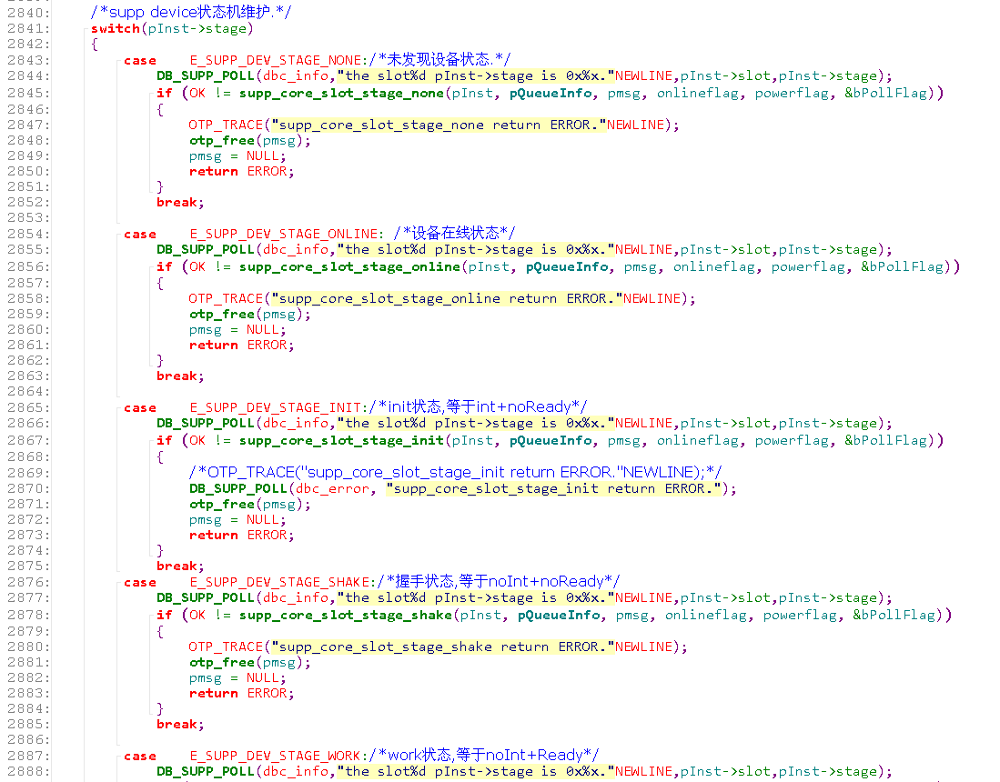 2840: /*supp device状态机维护.*/
2841: switch(pInst->stage)
2842: {
2843: case E_SUPP_DEV_STAGE_NONE:/*未发现设备状态.*/
2844: DB_SUPP_POLL(dbc_info,"the slot%d pInst->stage is 0x%x."NEWLINE,pInst->slot,pInst->stage);
2845: if (OK != supp_core_slot_stage_none(pInst, pQueueInfo, pmsg, onlineflag, powerflag, &bPollFlag))
2846: {
2847: OTP_TRACE("supp_core_slot_stage_none return ERROR."NEWLINE);
2848: otp_free(pmsg);
2849: pmsg = NULL;
2850: return ERROR;
2851: }
2852: break;
2853:
2854: case E_SUPP_DEV_STAGE_ONLINE: /*设备在线状态*/
2855: DB_SUPP_POLL(dbc_info,"the slot%d pInst->stage is 0x%x."NEWLINE,pInst->slot,pInst->stage);
2856: if (OK != supp_core_slot_stage_online(pInst, pQueueInfo, pmsg, onlineflag, powerflag, &bPollFlag))
2857: {
2858: OTP_TRACE("supp_core_slot_stage_online return ERROR."NEWLINE);
2859: otp_free(pmsg);
2860: pmsg = NULL;
2861: return ERROR;
2862: }
2863: break;
2864:
2865: case E_SUPP_DEV_STAGE_INIT:/*init状态,等于int+noReady*/
2866: DB_SUPP_POLL(dbc_info,"the slot%d pInst->stage is 0x%x."NEWLINE,pInst->slot,pInst->stage);
2867: if (OK != supp_core_slot_stage_init(pInst, pQueueInfo, pmsg, onlineflag, powerflag, &bPollFlag))
2868: {
2869: /*OTP_TRACE("supp_core_slot_stage_init return ERROR."NEWLINE);*/
2870: DB_SUPP_POLL(dbc_error, "supp_core_slot_stage_init return ERROR.");
2871: otp_free(pmsg);
2872: pmsg = NULL;
2873: return ERROR;
2874: }
2875: break;
2876: case E_SUPP_DEV_STAGE_SHAKE:/*握手状态,等于noInt+noReady*/
2877: DB_SUPP_POLL(dbc_info,"the slot%d pInst->stage is 0x%x."NEWLINE,pInst->slot,pInst->stage);
2878: if (OK != supp_core_slot_stage_shake(pInst, pQueueInfo, pmsg, onlineflag, powerflag, &bPollFlag))
2879: {
2880: OTP_TRACE("supp_core_slot_stage_shake return ERROR."NEWLINE);
2881: otp_free(pmsg);
2882: pmsg = NULL;
2883: return ERROR;
2884: }
2885: break;
2886:
2887: case E_SUPP_DEV_STAGE_WORK:/*work状态,等于noInt+Ready*/
2888: DB_SUPP_POLL(dbc_info,"the slot%d pInst->stage is 0x%x."NEWLINE,pInst->slot,pInst->stage);